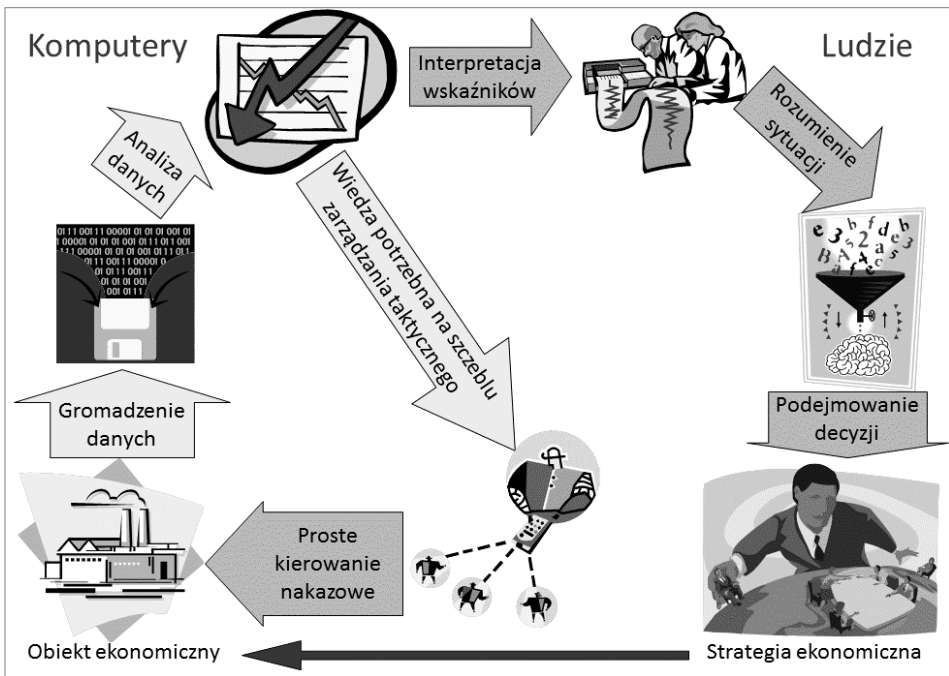 Komputery
Ludzie
Interpretacja
wskaźników
Rozumienie
sytuacji
Analiza
danych
Wiedza potrzebna na szczeblu
zarządzania taktycznego
Gromadzenie
danych
Podejmowanie
decyzji
Proste
kierowanie
nakazowe
Obiekt ekonomiczny
Strategia ekonomiczna